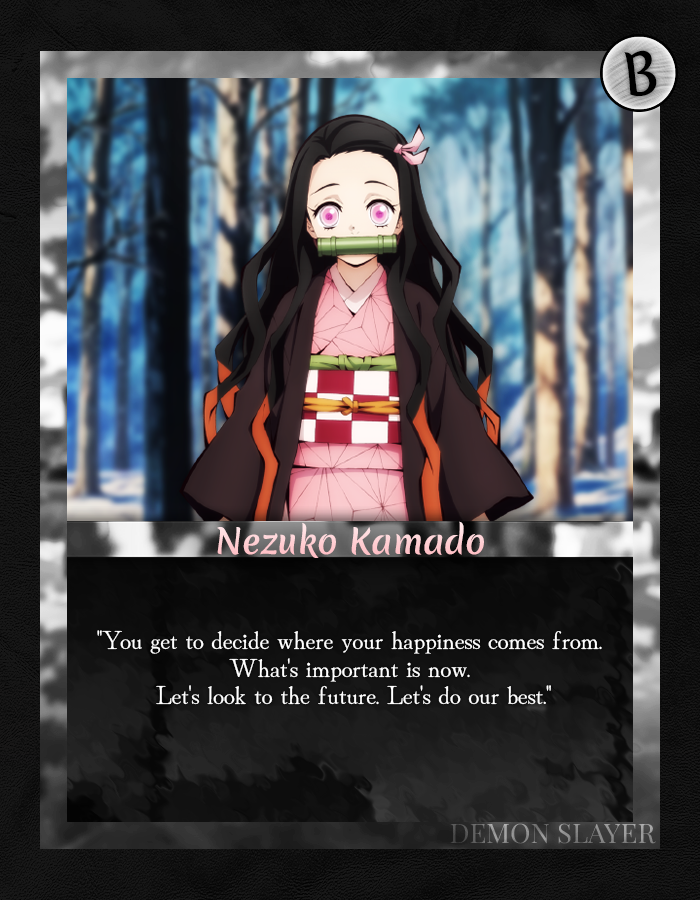 B
Nezuko Kamado
"You get to decide where your happiness comes from.
What's important is now.
Let's look to the future. Let's do our best."
DEMON SLAYER